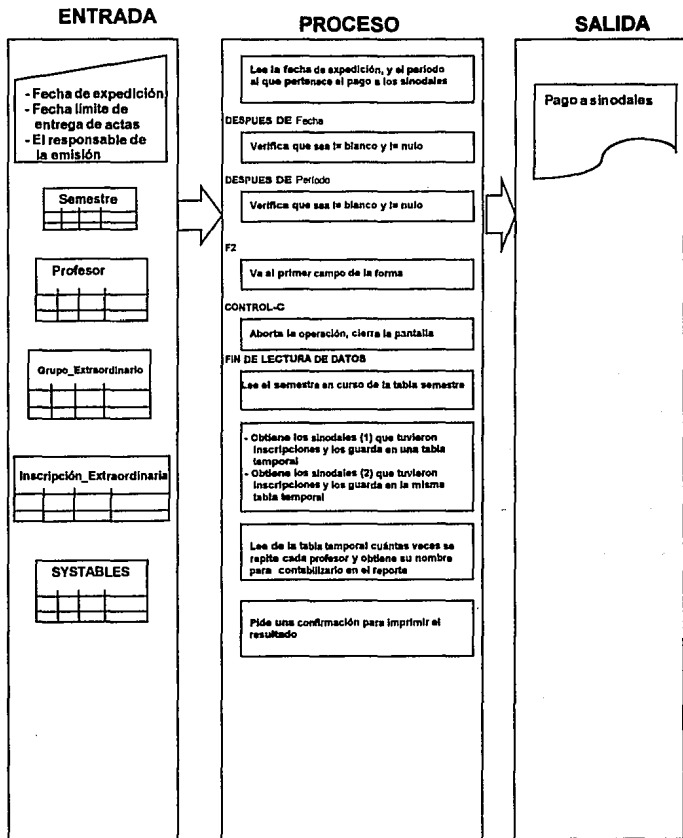 ENTRADA
- Fecha de expedición
- Fecha límite de
entrega de actas
- El responsable de
la emisión
Semestre
Profesor
Grupo_Extraordinario
Inscripción_Extraordinaria
SYSTABLES
PROCESO
Lee la fecha de expedición, y el período
al que pertenece el pago a los sinodales
DESPUES DE Fecha
Verifica que sea != blanco y != nulo
DESPUES DE Período
Verifica que sea != blanco y != nulo
F2
Va al primer campo de la forma
CONTROL-C
Aborta la operación, cierra la pantalla
FIN DE LECTURA DE DATOS
Lee el semestre en curso de la tabla semestre
- Obtiene los sinodales (1) que tuvieron
inscripciones y los guarda en una tabla
temporal
- Obtiene los sinodales (2) que tuvieron
inscripciones y los guarda en la misma
tabla temporal
Lee de la tabla temporal cuántas veces se
repite cada profesor y obtiene su nombre
para contabilizarlo en el reporte
Pide una confirmación para imprimir el
resultado
SALIDA
Pago a sinodales